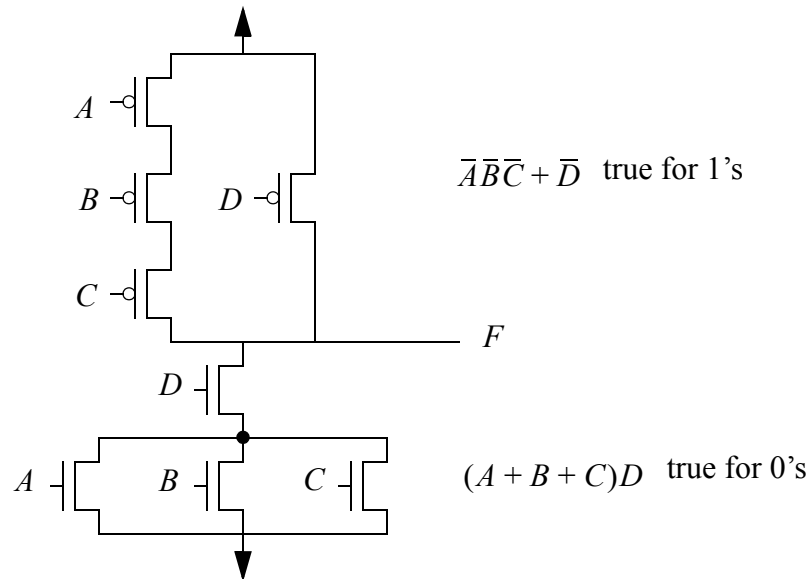 A
B
D
C
A̅B̅C̅ + D̅ true for 1's
F
D
A
B
C
(A + B + C)D true for 0's